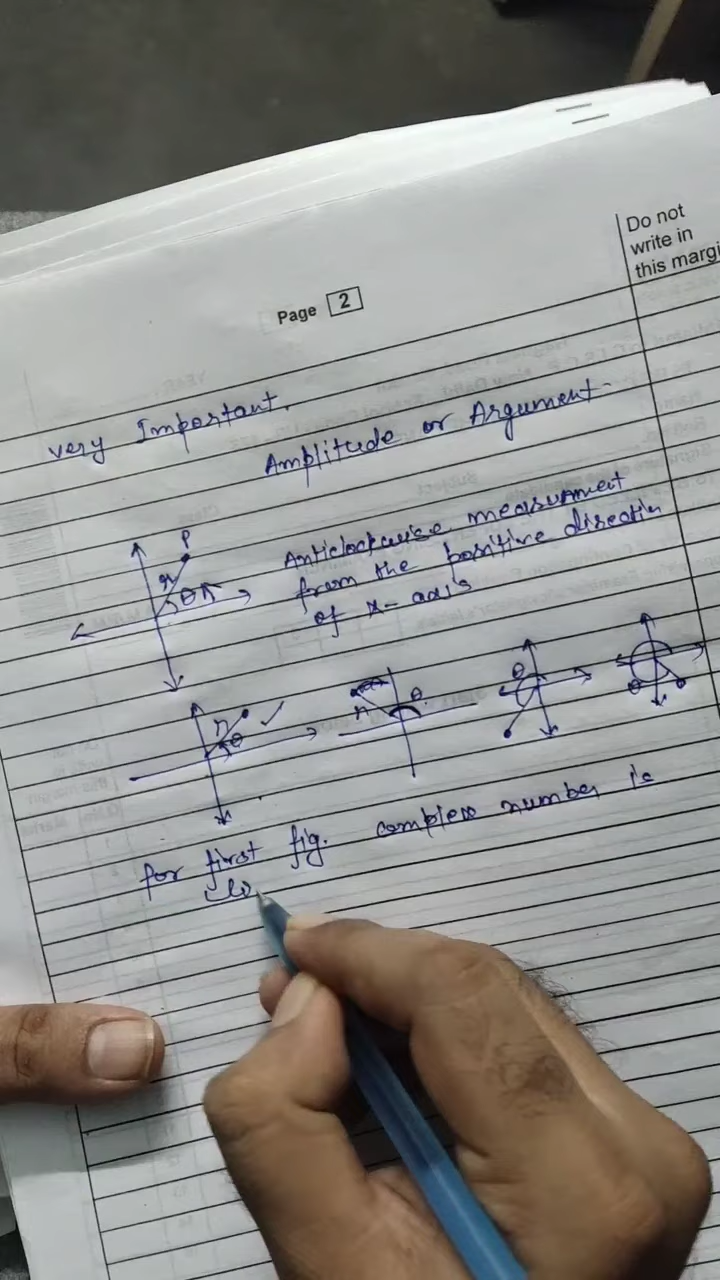 Do not
write in
this margi
Page 2
very Important.
Amplitude or Argument-
P
r
θ
Anticlockwise measurment
from the positive direction
of x-axis
r
θ
r
θ.
θ
θ
for first fig. complex number is